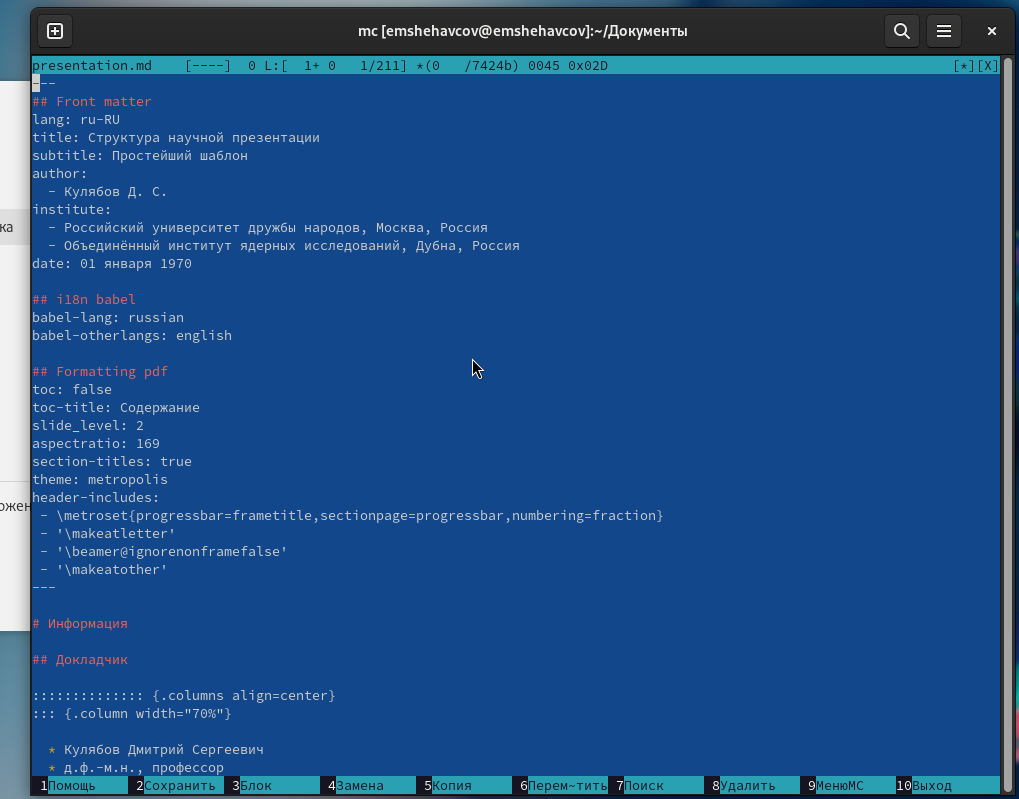 mc [emshehavcov@emshehavcov]:~/Документы
presentation.md    [----]  0 L:[  1+ 0   1/211] *(0   /7424b) 0045 0x02D [*][X]
---
## Front matter
lang: ru-RU
title: Структура научной презентации
subtitle: Простейший шаблон
author:
  - Кулябов Д. С.
institute:
  - Российский университет дружбы народов, Москва, Россия
  - Объединённый институт ядерных исследований, Дубна, Россия
date: 01 января 1970
## i18n babel
babel-lang: russian
babel-otherlangs: english
## Formatting pdf
toc: false
toc-title: Содержание
slide_level: 2
aspectratio: 169
section-titles: true
theme: metropolis
header-includes:
 - \metroset{progressbar=frametitle,sectionpage=progressbar,numbering=fraction}
 - '\makeatletter'
 - '\beamer@ignorenonframefalse'
 - '\makeatother'
---
# Информация
## Докладчик
:::::::::::::: {.columns align=center}
::: {.column width="70%"}
  * Кулябов Дмитрий Сергеевич
  * д.ф.-м.н., профессор
1Помощь 2Сохранить 3Блок 4Замена 5Копия 6Перем~тить 7Поиск 8Удалить 9МенюMC 10Выход